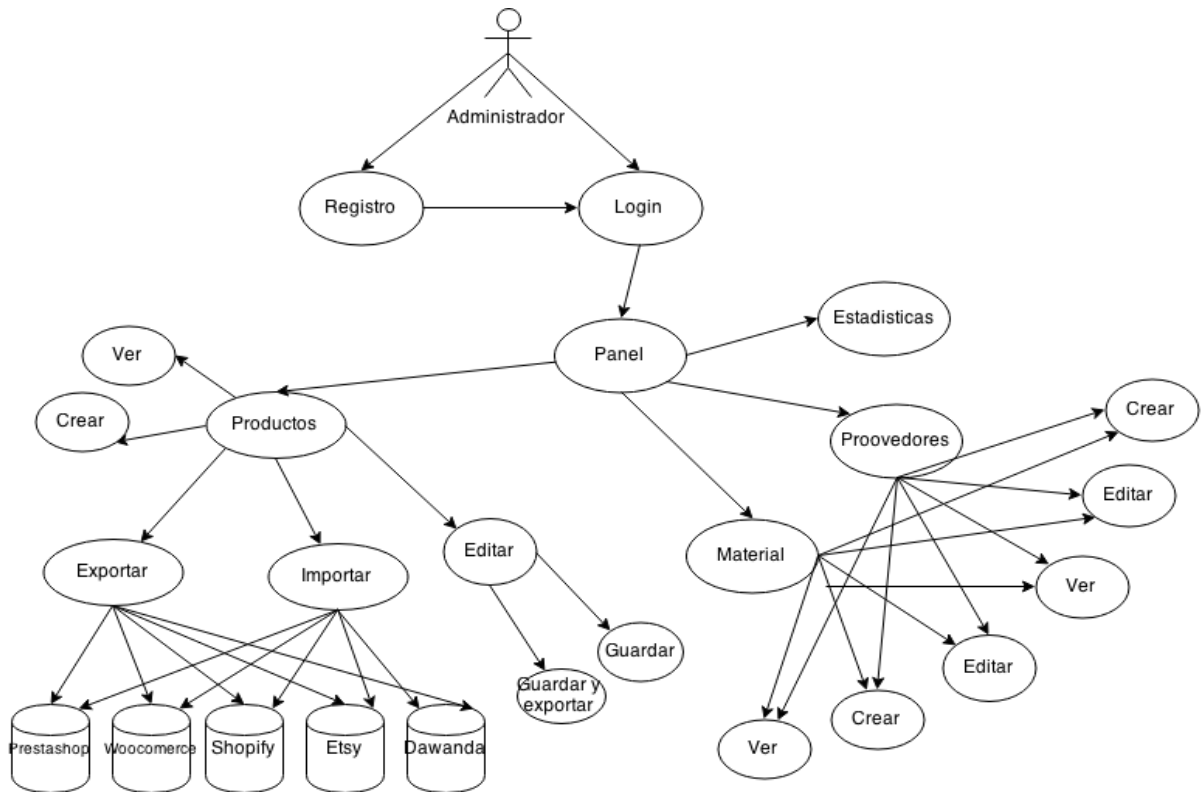 Administrador
Registro
Login
Estadisticas
Panel
Ver
Crear
Productos
Proovedores
Crear
Editar
Editar
Material
Exportar
Importar
Ver
Guardar
Editar
Guardar y
exportar
Crear
Ver
Prestashop
Woocomerce
Shopify
Etsy
Dawanda